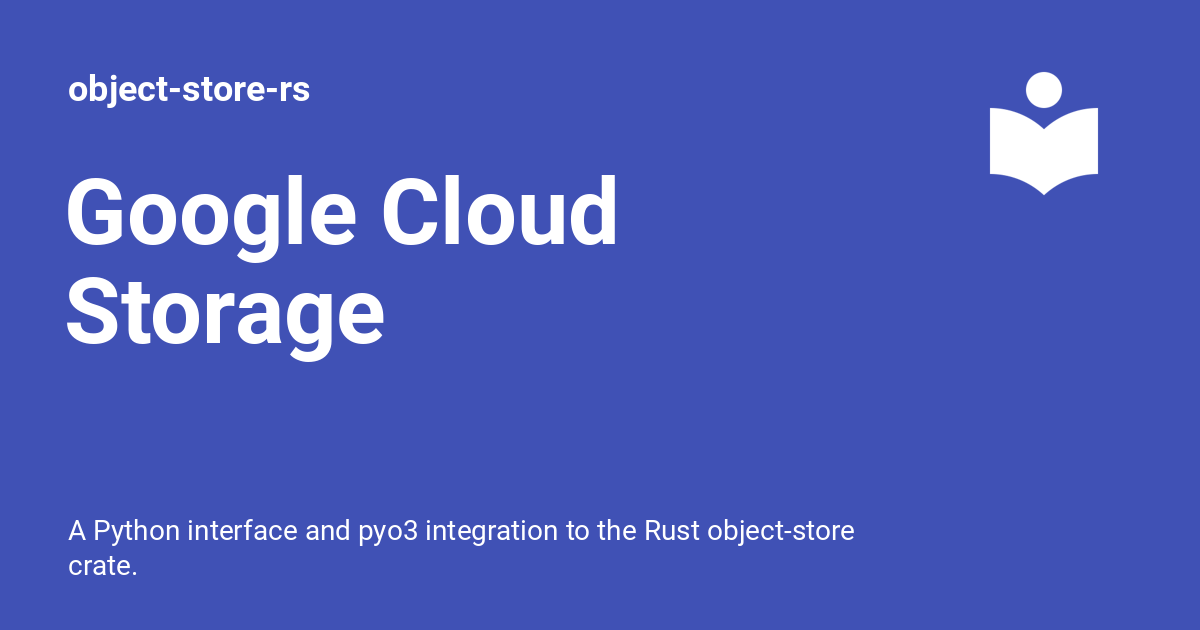 object-store-rs
Google Cloud
Storage
A Python interface and pyo3 integration to the Rust object-store
crate.